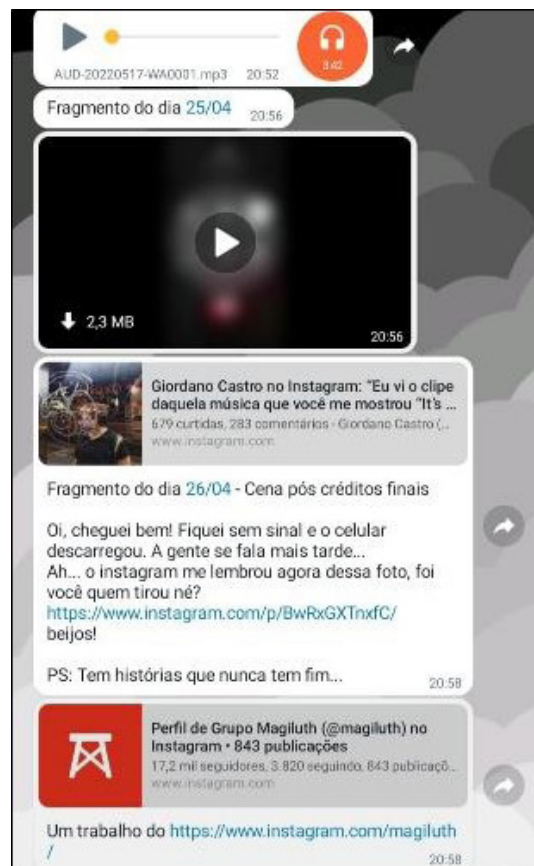 3:42
AUD-20220517-WA0001.mp3 20:52
Fragmento do dia 25/04 20:56
2,3 MB
20:56
Giordano Castro no Instagram: “Eu vi o clipe
daquela música que você me mostrou “It's ...
679 curtidas, 283 comentários - Giordano Castro (...
www.instagram.com
Fragmento do dia 26/04 - Cena pós créditos finais
Oi, cheguei bem! Fiquei sem sinal e o celular
descarregou. A gente se fala mais tarde...
Ah... o instagram me lembrou agora dessa foto, foi
você quem tirou né?
https://www.instagram.com/p/BwRxGXTnxfC/
beijos!
PS: Tem histórias que nunca tem fim...
20:58
Perfil de Grupo Magiluth (@magiluth) no
Instagram • 843 publicações
17,2 mil seguidores, 3.820 seguindo, 843 publicaçõ...
www.instagram.com
Um trabalho do https://www.instagram.com/magiluth
/
20:58